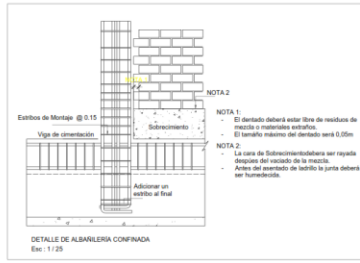 NOTA 2
Estribos de Montaje @ 0.15
Viga de cimentación
Sobrecimiento
Adicionar un
estribo al final
NOTA 1:
- El dentado deberá estar libre de residuos de
mezcla o materiales extraños.
- El tamaño máximo del dentado será 0,05m
NOTA 2:
- La cara de Sobrecimientodebera ser rayada
después del vaciado de la mezcla.
- Antes del asentado de ladrillo la junta deberá
ser humedecida.
DETALLE DE ALBAÑILERÍA CONFINADA
Esc : 1 / 25